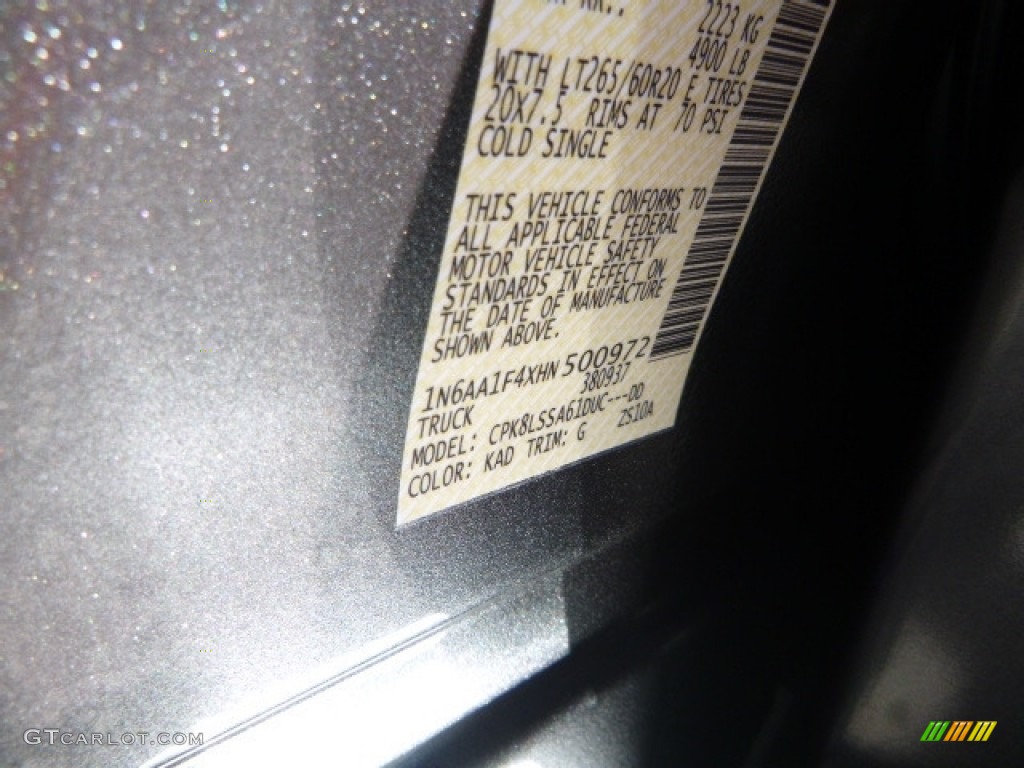 2223 KG
4900 LB
WITH LT265/60R20 E TIRES
20X7.5 RIMS AT 70 PSI
COLD SINGLE
THIS VEHICLE CONFORMS TO
ALL APPLICABLE FEDERAL
MOTOR VEHICLE SAFETY
STANDARDS IN EFFECT ON
THE DATE OF MANUFACTURE
SHOWN ABOVE.
1N6AA1F4XHN500972
TRUCK 380937
MODEL: CPK8LSSA61DUC---DD
COLOR: KAD TRIM: G ZS10A
GTCARLOT.COM